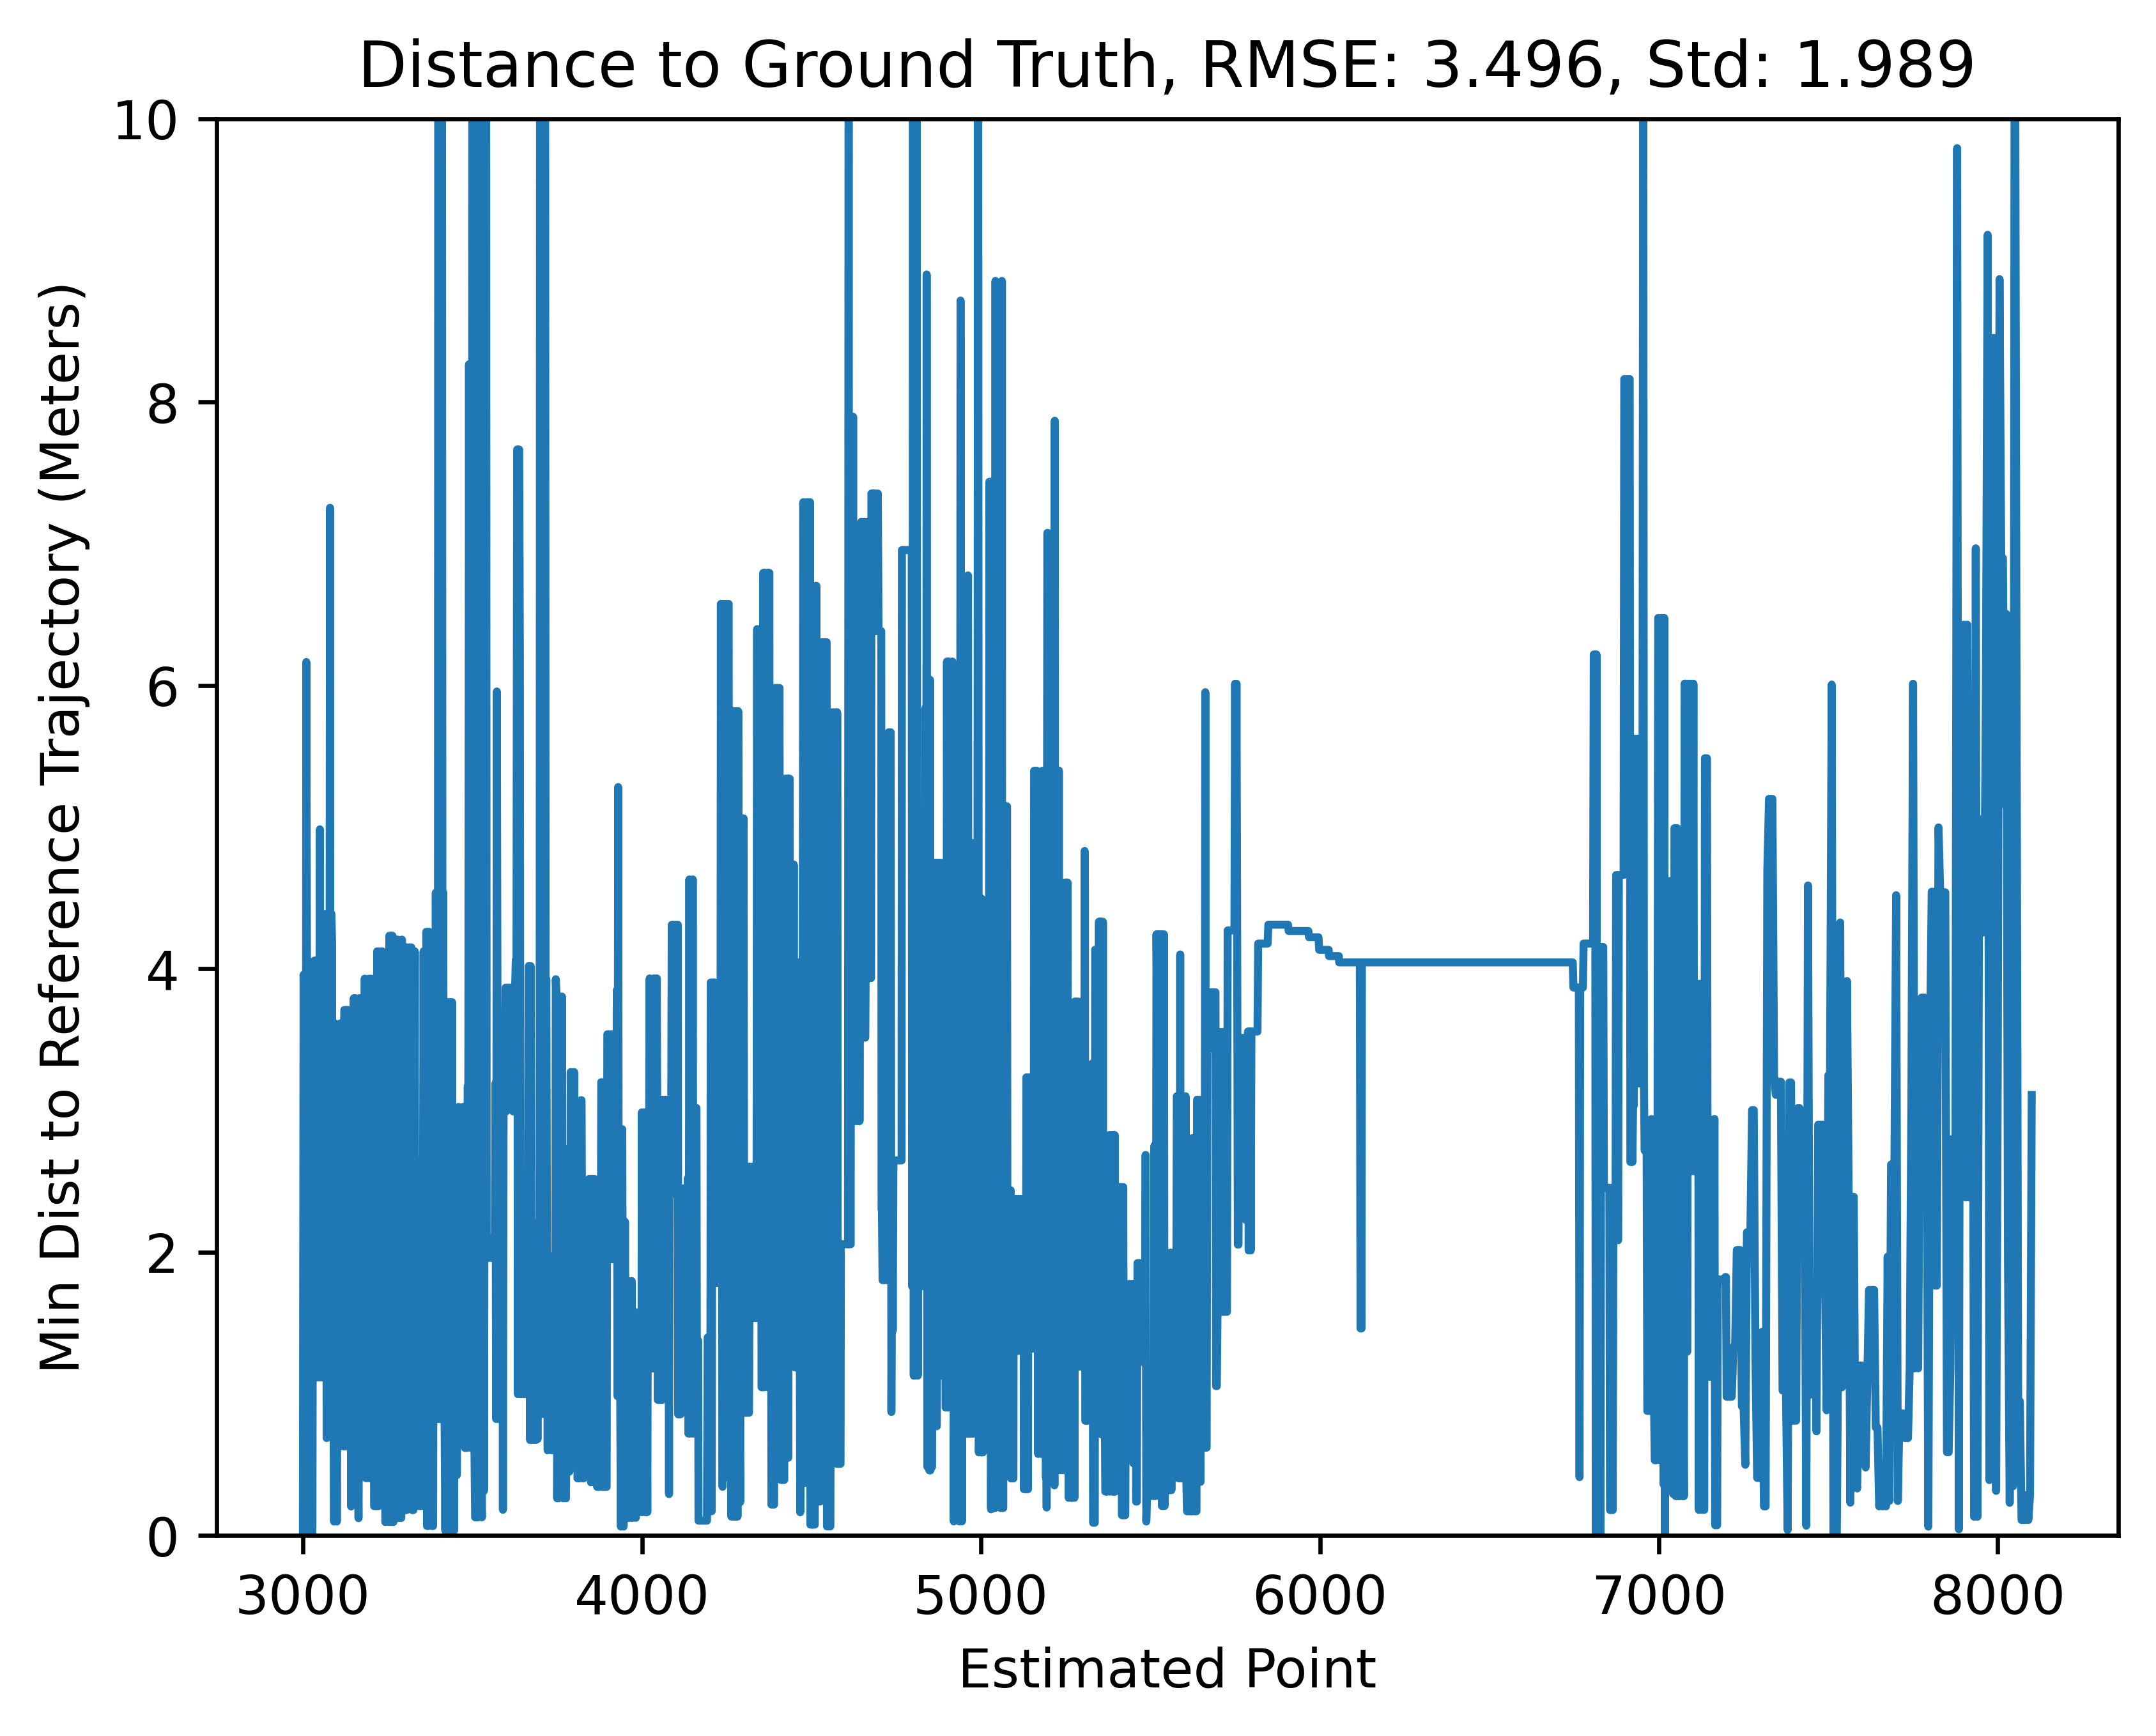 Distance to Ground Truth, RMSE: 3.496, Std: 1.989
Min Dist to Reference Trajectory (Meters)
10
8
6
4
2
0
3000 4000 5000 6000 7000 8000
Estimated Point